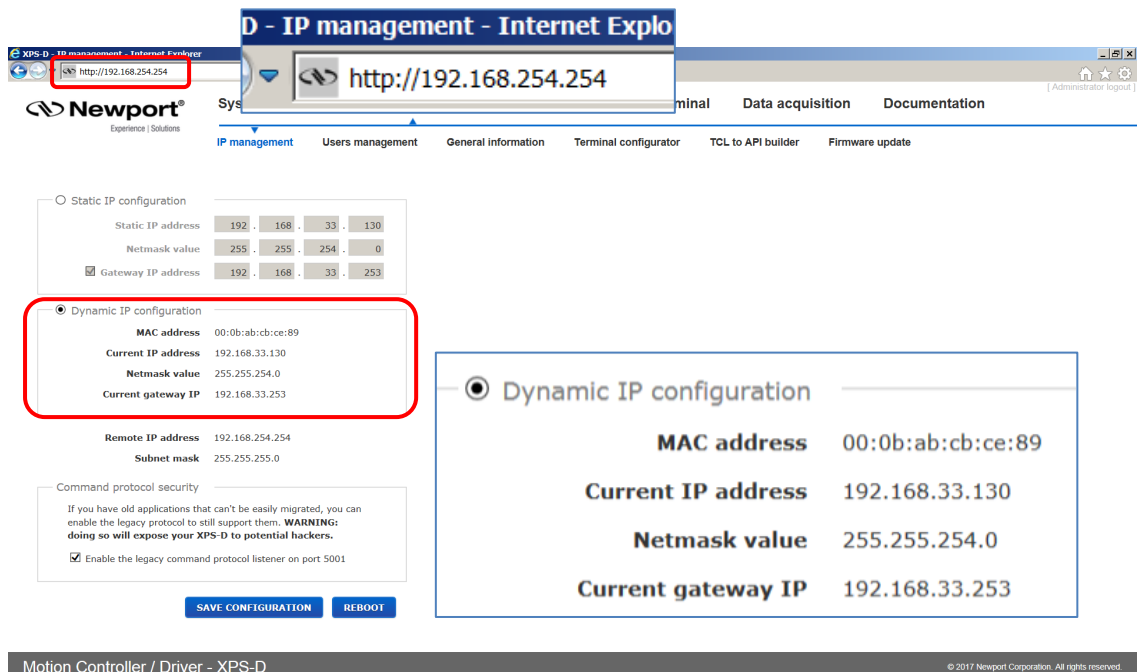 D - IP management - Internet Explo
http://192.168.254.254
XPS-D - IP management - Internet Explorer
http://192.168.254.254
[ Administrator logout ]
Newport®
Experience | Solutions
Sys
minal Data acquisition Documentation
IP management Users management General information Terminal configurator TCL to API builder Firmware update
Static IP configuration
Static IP address 192 . 168 . 33 . 130
Netmask value 255 . 255 . 254 . 0
Gateway IP address 192 . 168 . 33 . 253
Dynamic IP configuration
MAC address 00:0b:ab:cb:ce:89
Current IP address 192.168.33.130
Netmask value 255.255.254.0
Current gateway IP 192.168.33.253
Remote IP address 192.168.254.254
Subnet mask 255.255.255.0
Command protocol security
If you have old applications that can't be easily migrated, you can
enable the legacy protocol to still support them. WARNING:
doing so will expose your XPS-D to potential hackers.
Enable the legacy command protocol listener on port 5001
SAVE CONFIGURATION REBOOT
Dynamic IP configuration
MAC address 00:0b:ab:cb:ce:89
Current IP address 192.168.33.130
Netmask value 255.255.254.0
Current gateway IP 192.168.33.253
Motion Controller / Driver - XPS-D
© 2017 Newport Corporation. All rights reserved.